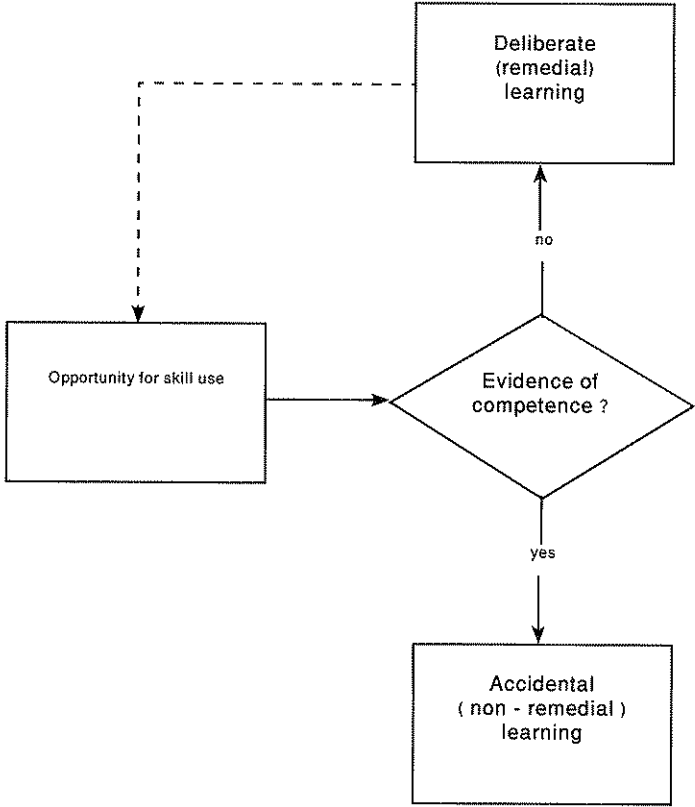 Deliberate
(remedial)
learning
no
Opportunity for skill use
Evidence of
competence ?
yes
Accidental
( non - remedial )
learning